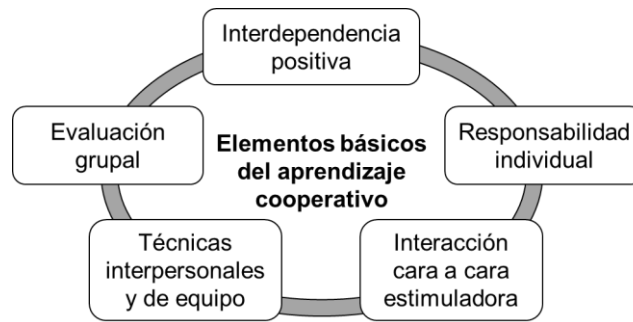 Interdependencia
positiva
Evaluación
grupal
Elementos básicos
del aprendizaje
cooperativo
Responsabilidad
individual
Técnicas
interpersonales
y de equipo
Interacción
cara a cara
estimuladora